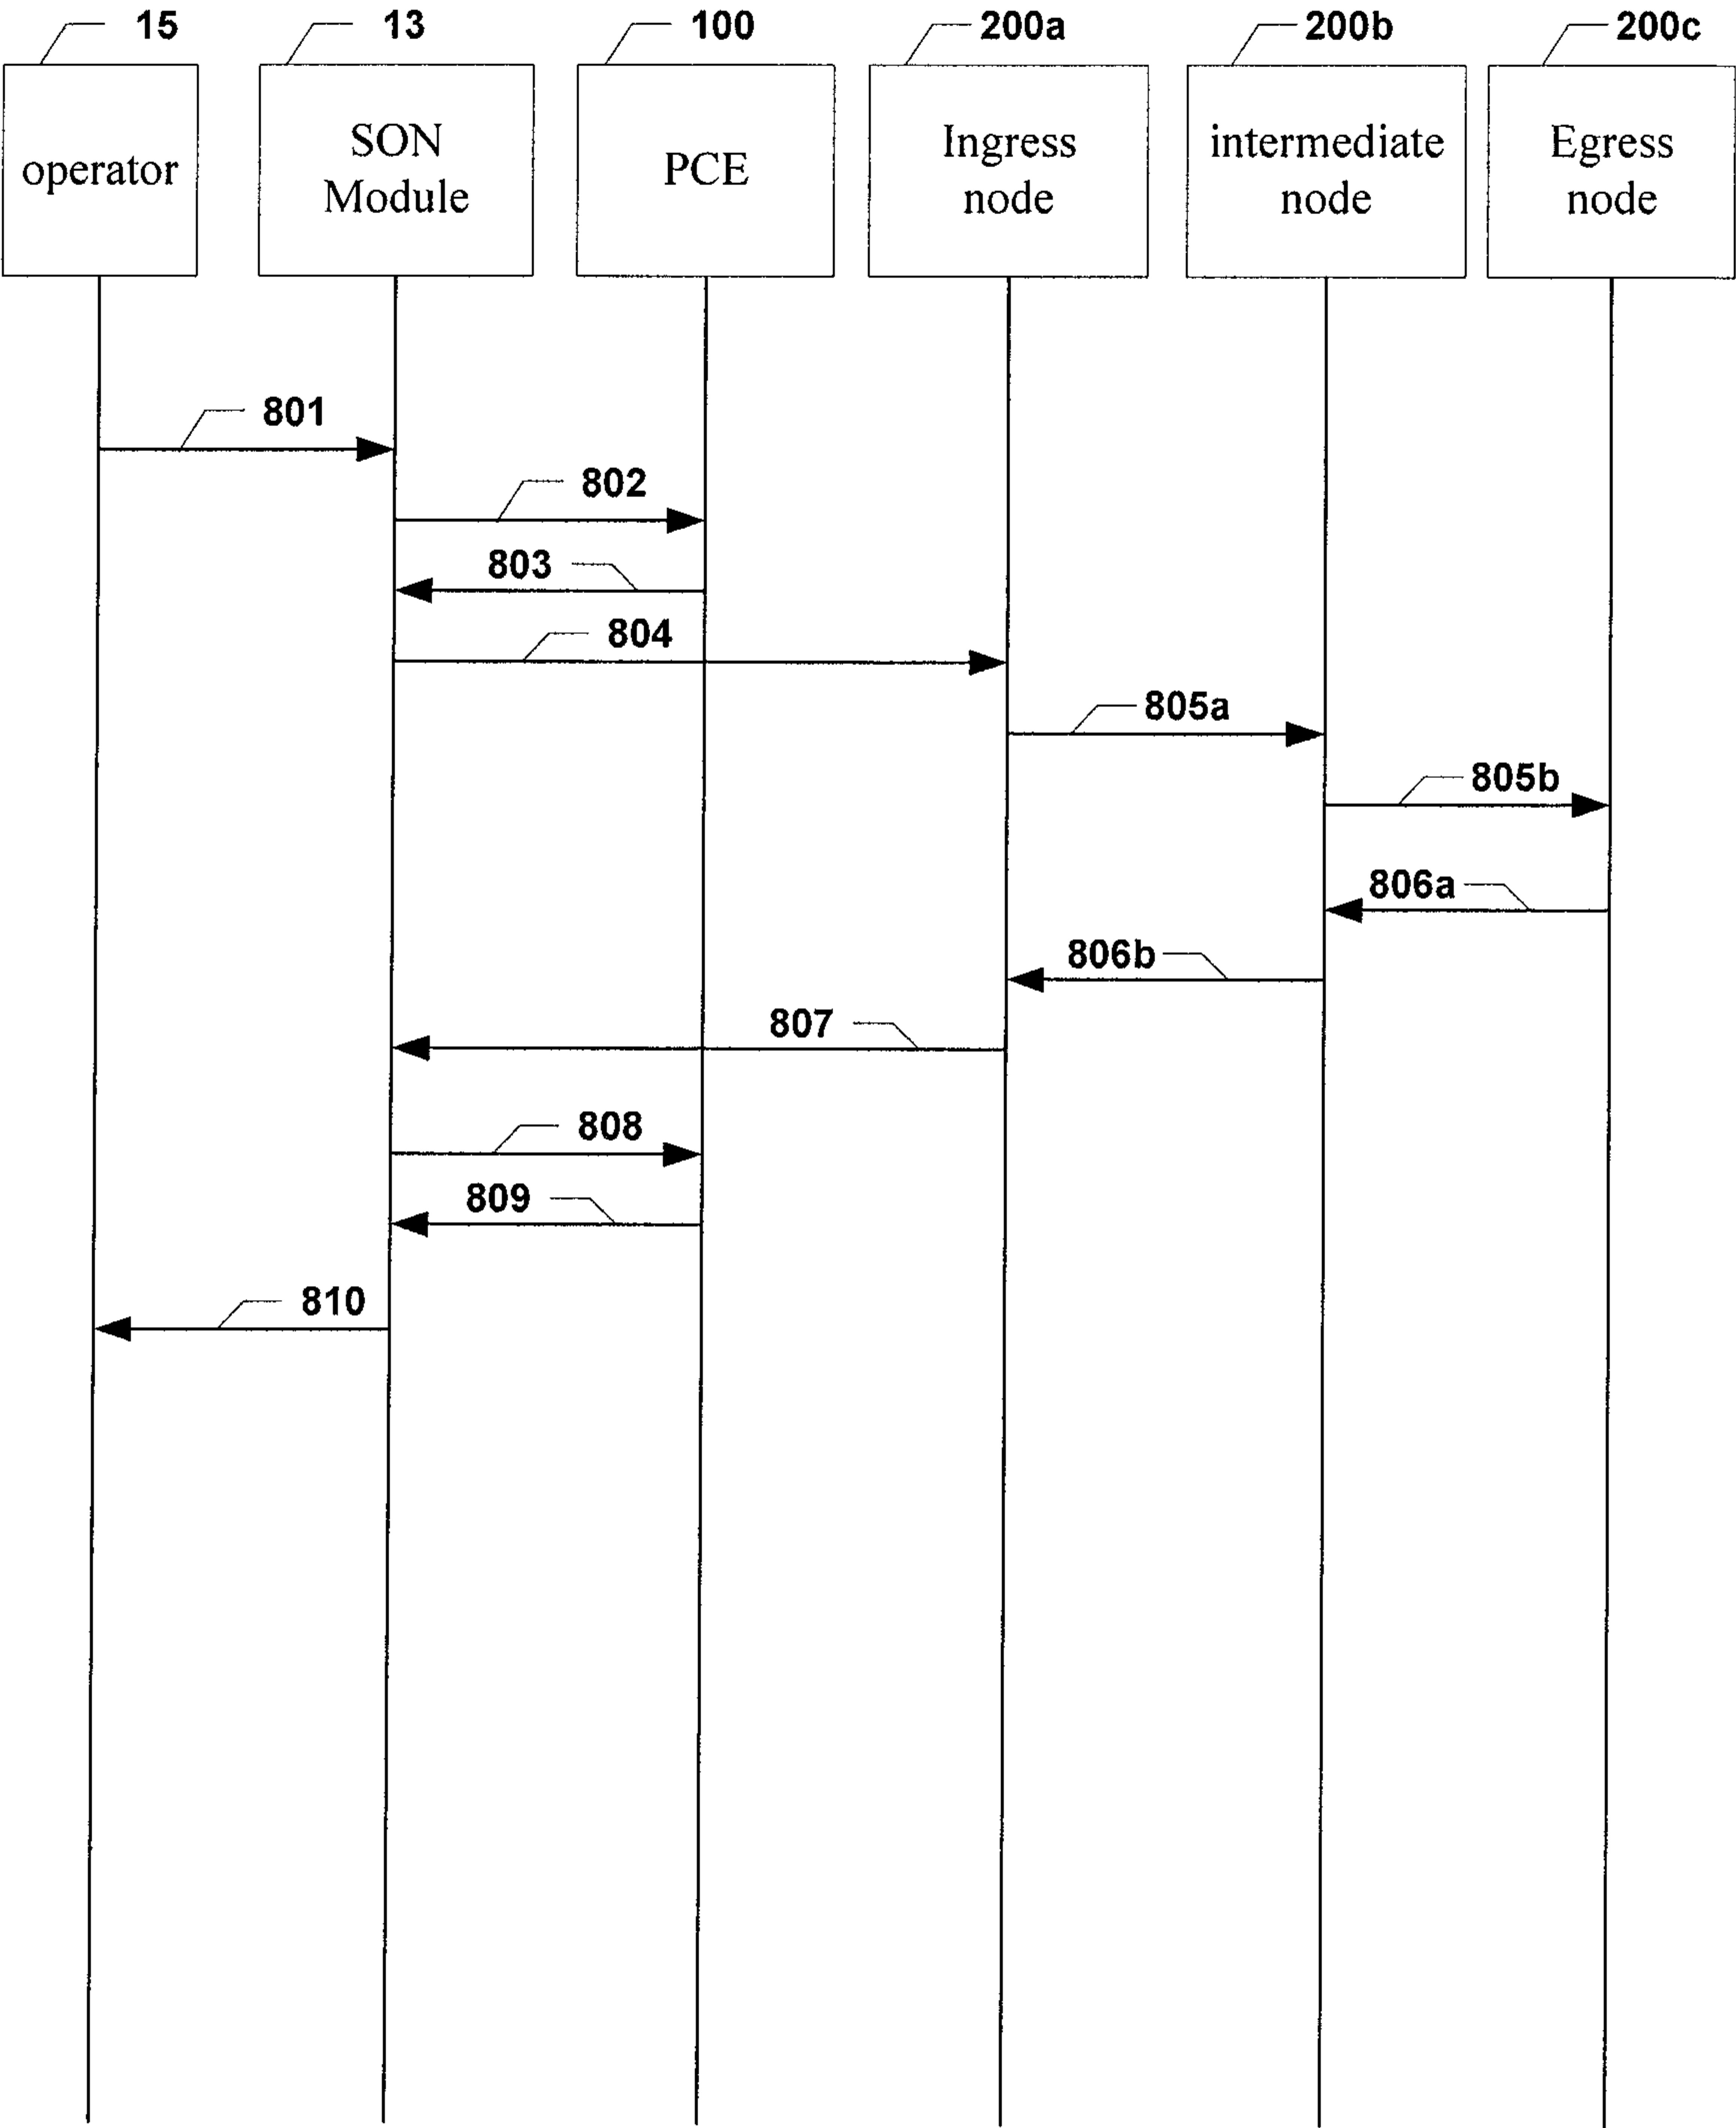 15
13
100
200a
200b
200c
operator
SON
Module
PCE
Ingress
node
intermediate
node
Egress
node
801
802
803
804
805a
805b
806a
806b
807
808
809
810